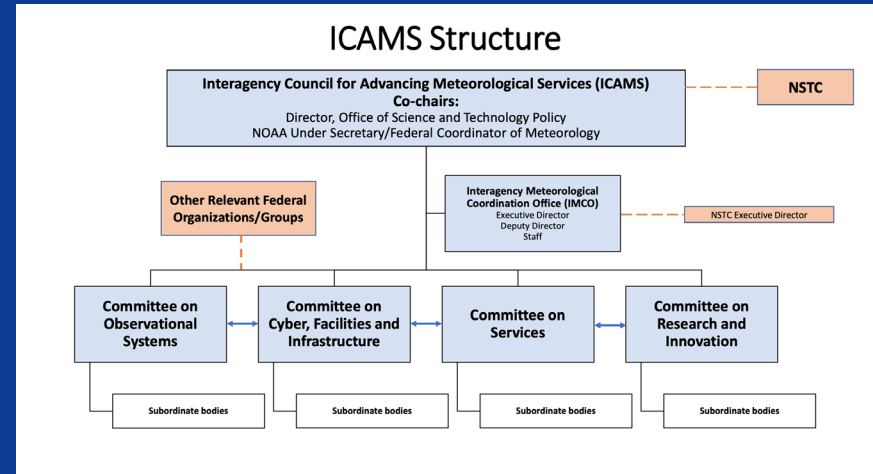 ICAMS Structure
Interagency Council for Advancing Meteorological Services (ICAMS)
Co-chairs:
Director, Office of Science and Technology Policy
NOAA Under Secretary/Federal Coordinator of Meteorology
NSTC
Other Relevant Federal
Organizations/Groups
Interagency Meteorological
Coordination Office (IMCO)
Executive Director
Deputy Director
Staff
NSTC Executive Director
Committee on
Observational
Systems
Committee on
Cyber, Facilities and
Infrastructure
Committee on
Services
Committee on
Research and
Innovation
Subordinate bodies
Subordinate bodies
Subordinate bodies
Subordinate bodies